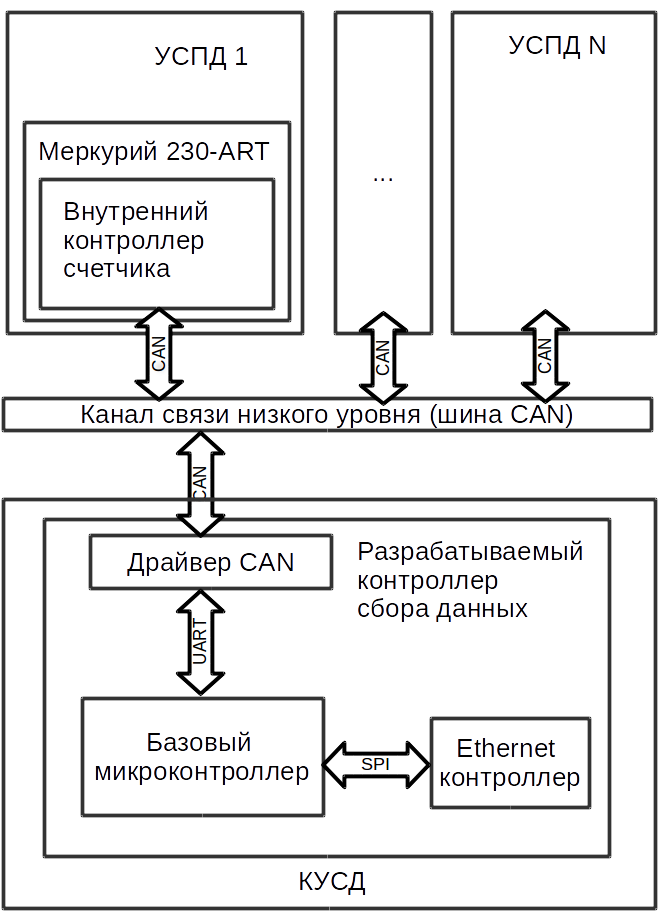 УСПД 1
УСПД N
Меркурий 230-ART
...
Внутренний
контроллер
счетчика
CAN
CAN
CAN
Канал связи низкого уровня (шина CAN)
CAN
Драйвер CAN
Разрабатываемый
контроллер
сбора данных
UART
Базовый
микроконтроллер
SPI
Ethernet
контроллер
КУСД